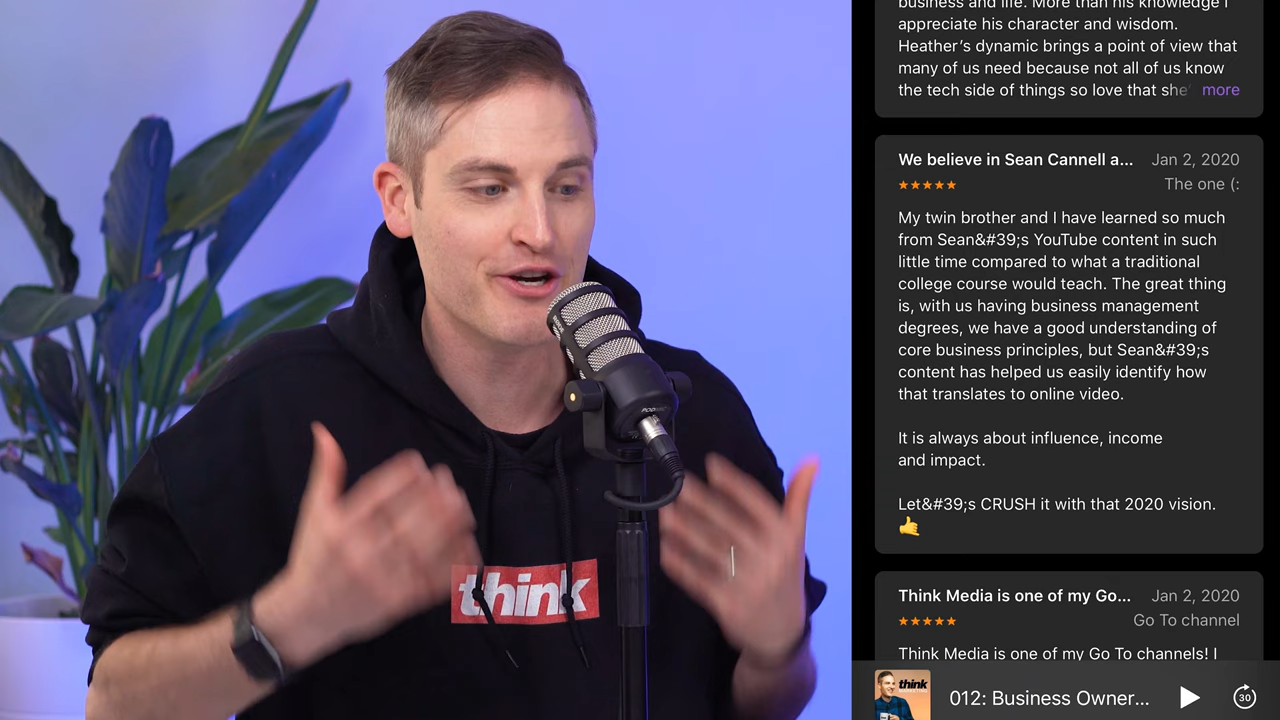 business and life. More than his knowledge I
appreciate his character and wisdom.
Heather's dynamic brings a point of view that
many of us need because not all of us know
the tech side of things so love that she' more
We believe in Sean Cannell a... Jan 2, 2020
The one (:
My twin brother and I have learned so much
from Sean&#39;s YouTube content in such
little time compared to what a traditional
college course would teach. The great thing
is, with us having business management
degrees, we have a good understanding of
core business principles, but Sean&#39;s
content has helped us easily identify how
that translates to online video.
It is always about influence, income
and impact.
Let&#39;s CRUSH it with that 2020 vision.
🤙
Think Media is one of my Go... Jan 2, 2020
Go To channel
Think Media is one of my Go To channels! I
think
012: Business Owner...
30
think